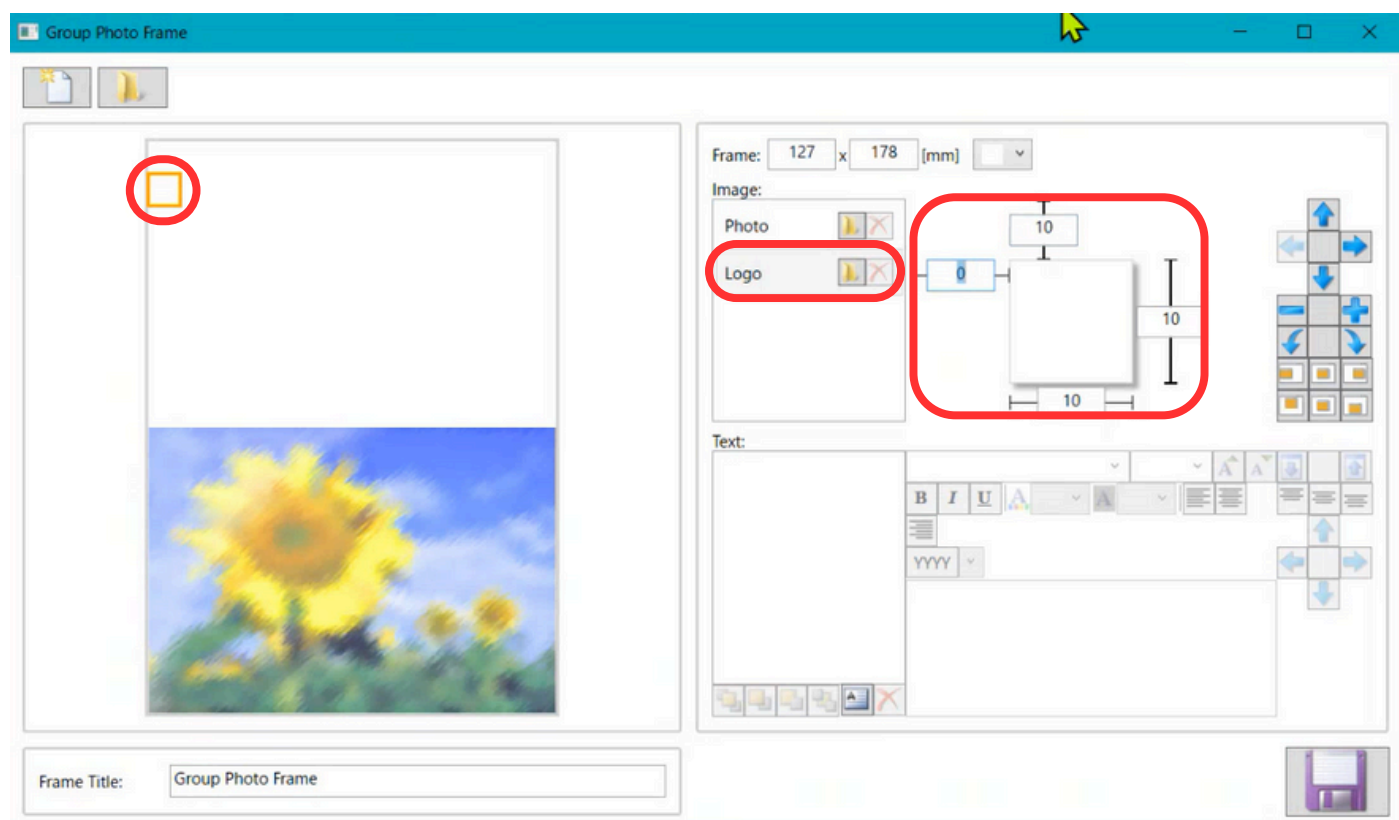 Group Photo Frame
Frame: 127 x 178 [mm]
Image:
Photo
Logo
10
0
10
10
Text:
A A
B I U A A
YYYY
A
Frame Title: Group Photo Frame